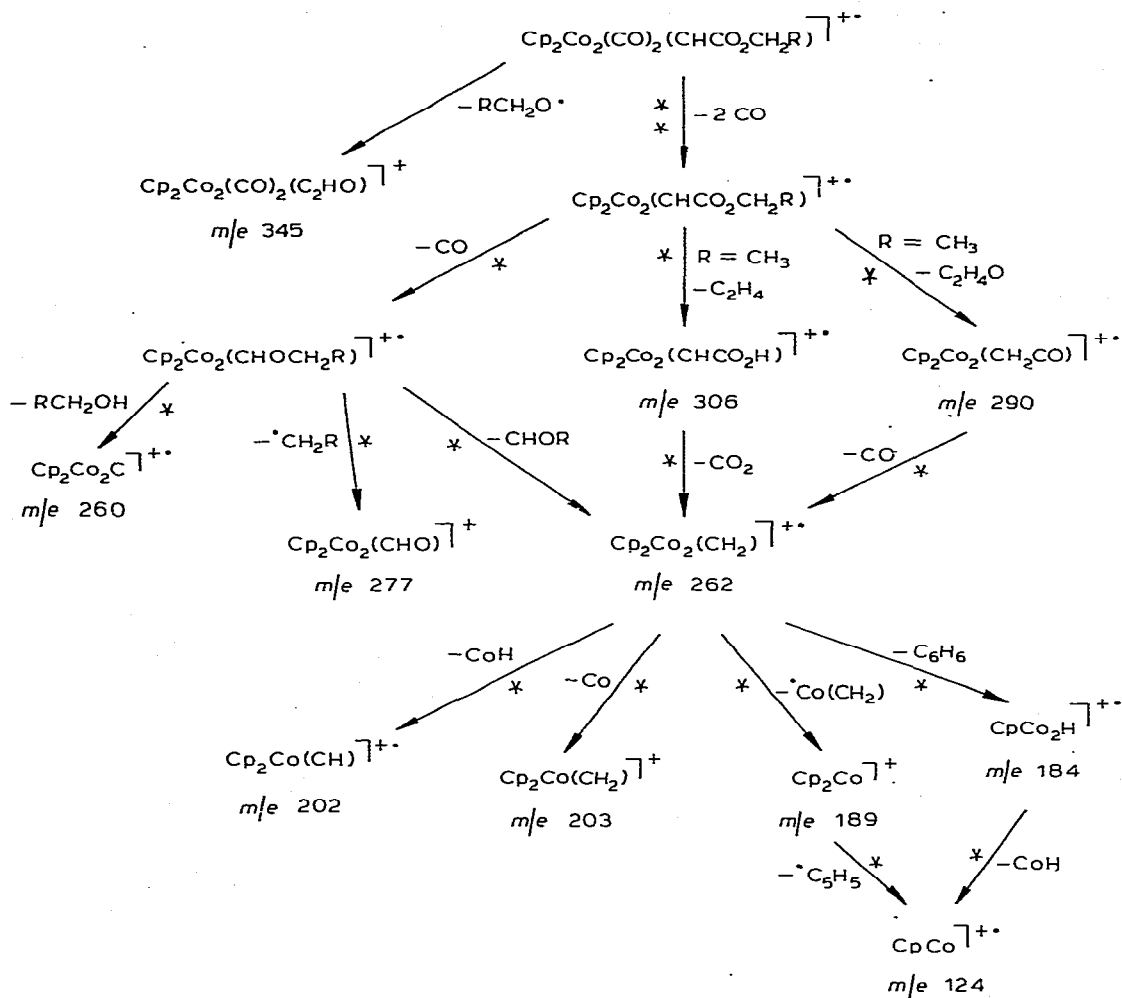 Cp₂Co₂(CO)₂(CHCO₂CH₂R)⁺•
−RCH₂O•
* * −2 CO
Cp₂Co₂(CO)₂(C₂HO)⁺
m/e 345
Cp₂Co₂(CHCO₂CH₂R)⁺•
−CO *
* R = CH₃
−C₂H₄
R = CH₃
* −C₂H₄O
Cp₂Co₂(CHOCH₂R)⁺•
Cp₂Co₂(CHCO₂H)⁺•
m/e 306
Cp₂Co₂(CH₂CO)⁺•
m/e 290
−RCH₂OH *
−•CH₂R *
* −CHOR
* −CO₂
−CO *
Cp₂Co₂C⁺•
m/e 260
Cp₂Co₂(CHO)⁺
m/e 277
Cp₂Co₂(CH₂)⁺•
m/e 262
−CoH *
−Co *
* −•Co(CH₂)
−C₆H₆ *
Cp₂Co(CH)⁺•
m/e 202
Cp₂Co(CH₂)⁺
m/e 203
Cp₂Co⁺
m/e 189
CpCo₂H⁺•
m/e 184
−•C₅H₅ *
* −CoH
CpCo⁺•
m/e 124